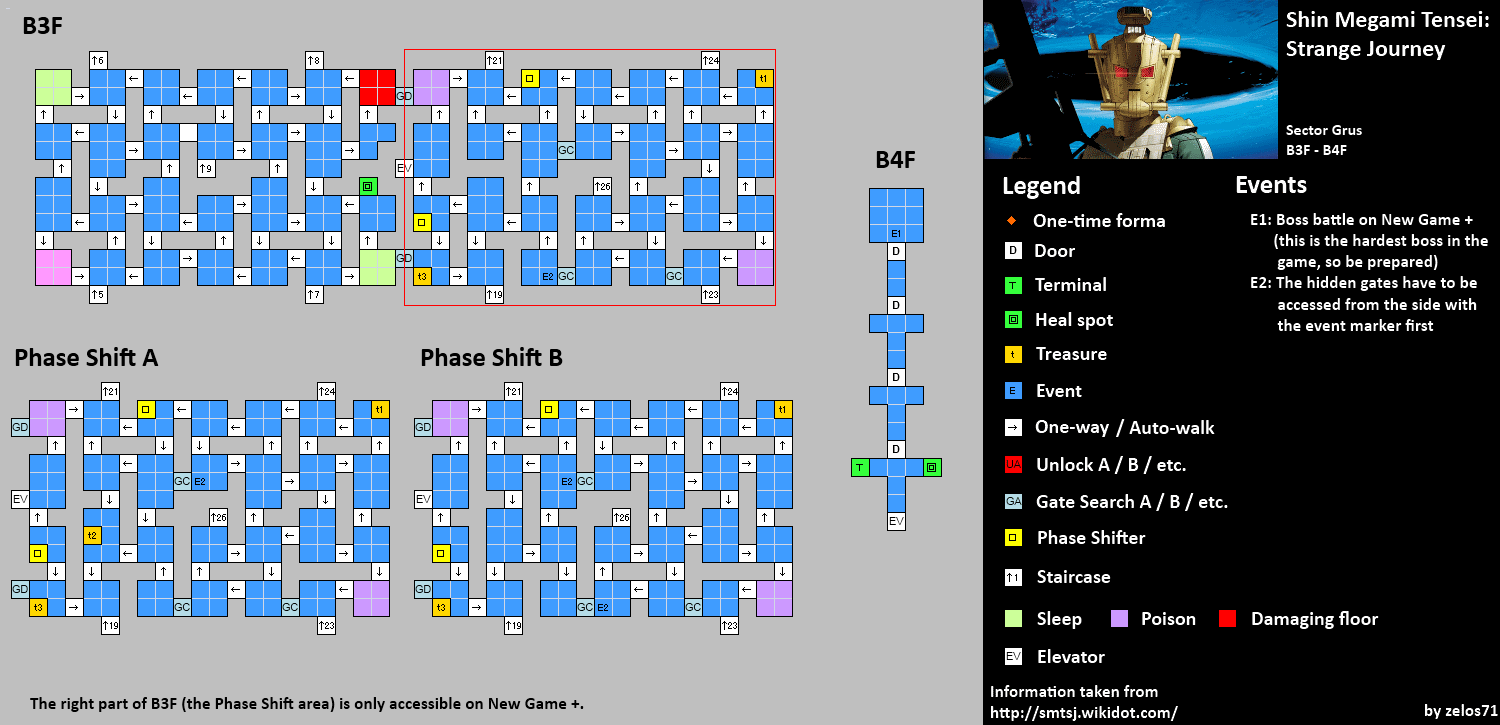 B3F
↑6
↑8
↑21
↑24
t1
GD
GC
↑9
EV
↑26
GD
t3
E2
GC
GC
↑5
↑7
↑19
↑23
B4F
E1
D
D
D
D
T
EV
Phase Shift A
↑21
↑24
t1
GD
GC
E2
EV
↑26
t2
GD
t3
GC
GC
↑19
↑23
Phase Shift B
↑21
↑24
t1
GD
E2
GC
EV
↑26
GD
t3
GC
E2
GC
↑19
↑23
The right part of B3F (the Phase Shift area) is only accessible on New Game +.
Shin Megami Tensei:
Strange Journey
Sector Grus
B3F - B4F
Legend
One-time forma
D Door
T Terminal
Heal spot
t Treasure
E Event
→ One-way / Auto-walk
UA Unlock A / B / etc.
GA Gate Search A / B / etc.
Phase Shifter
↑1 Staircase
Sleep
Poison
Damaging floor
EV Elevator
Events
E1: Boss battle on New Game +
(this is the hardest boss in the
game, so be prepared)
E2: The hidden gates have to be
accessed from the side with
the event marker first
Information taken from
http://smtsj.wikidot.com/
by zelos71